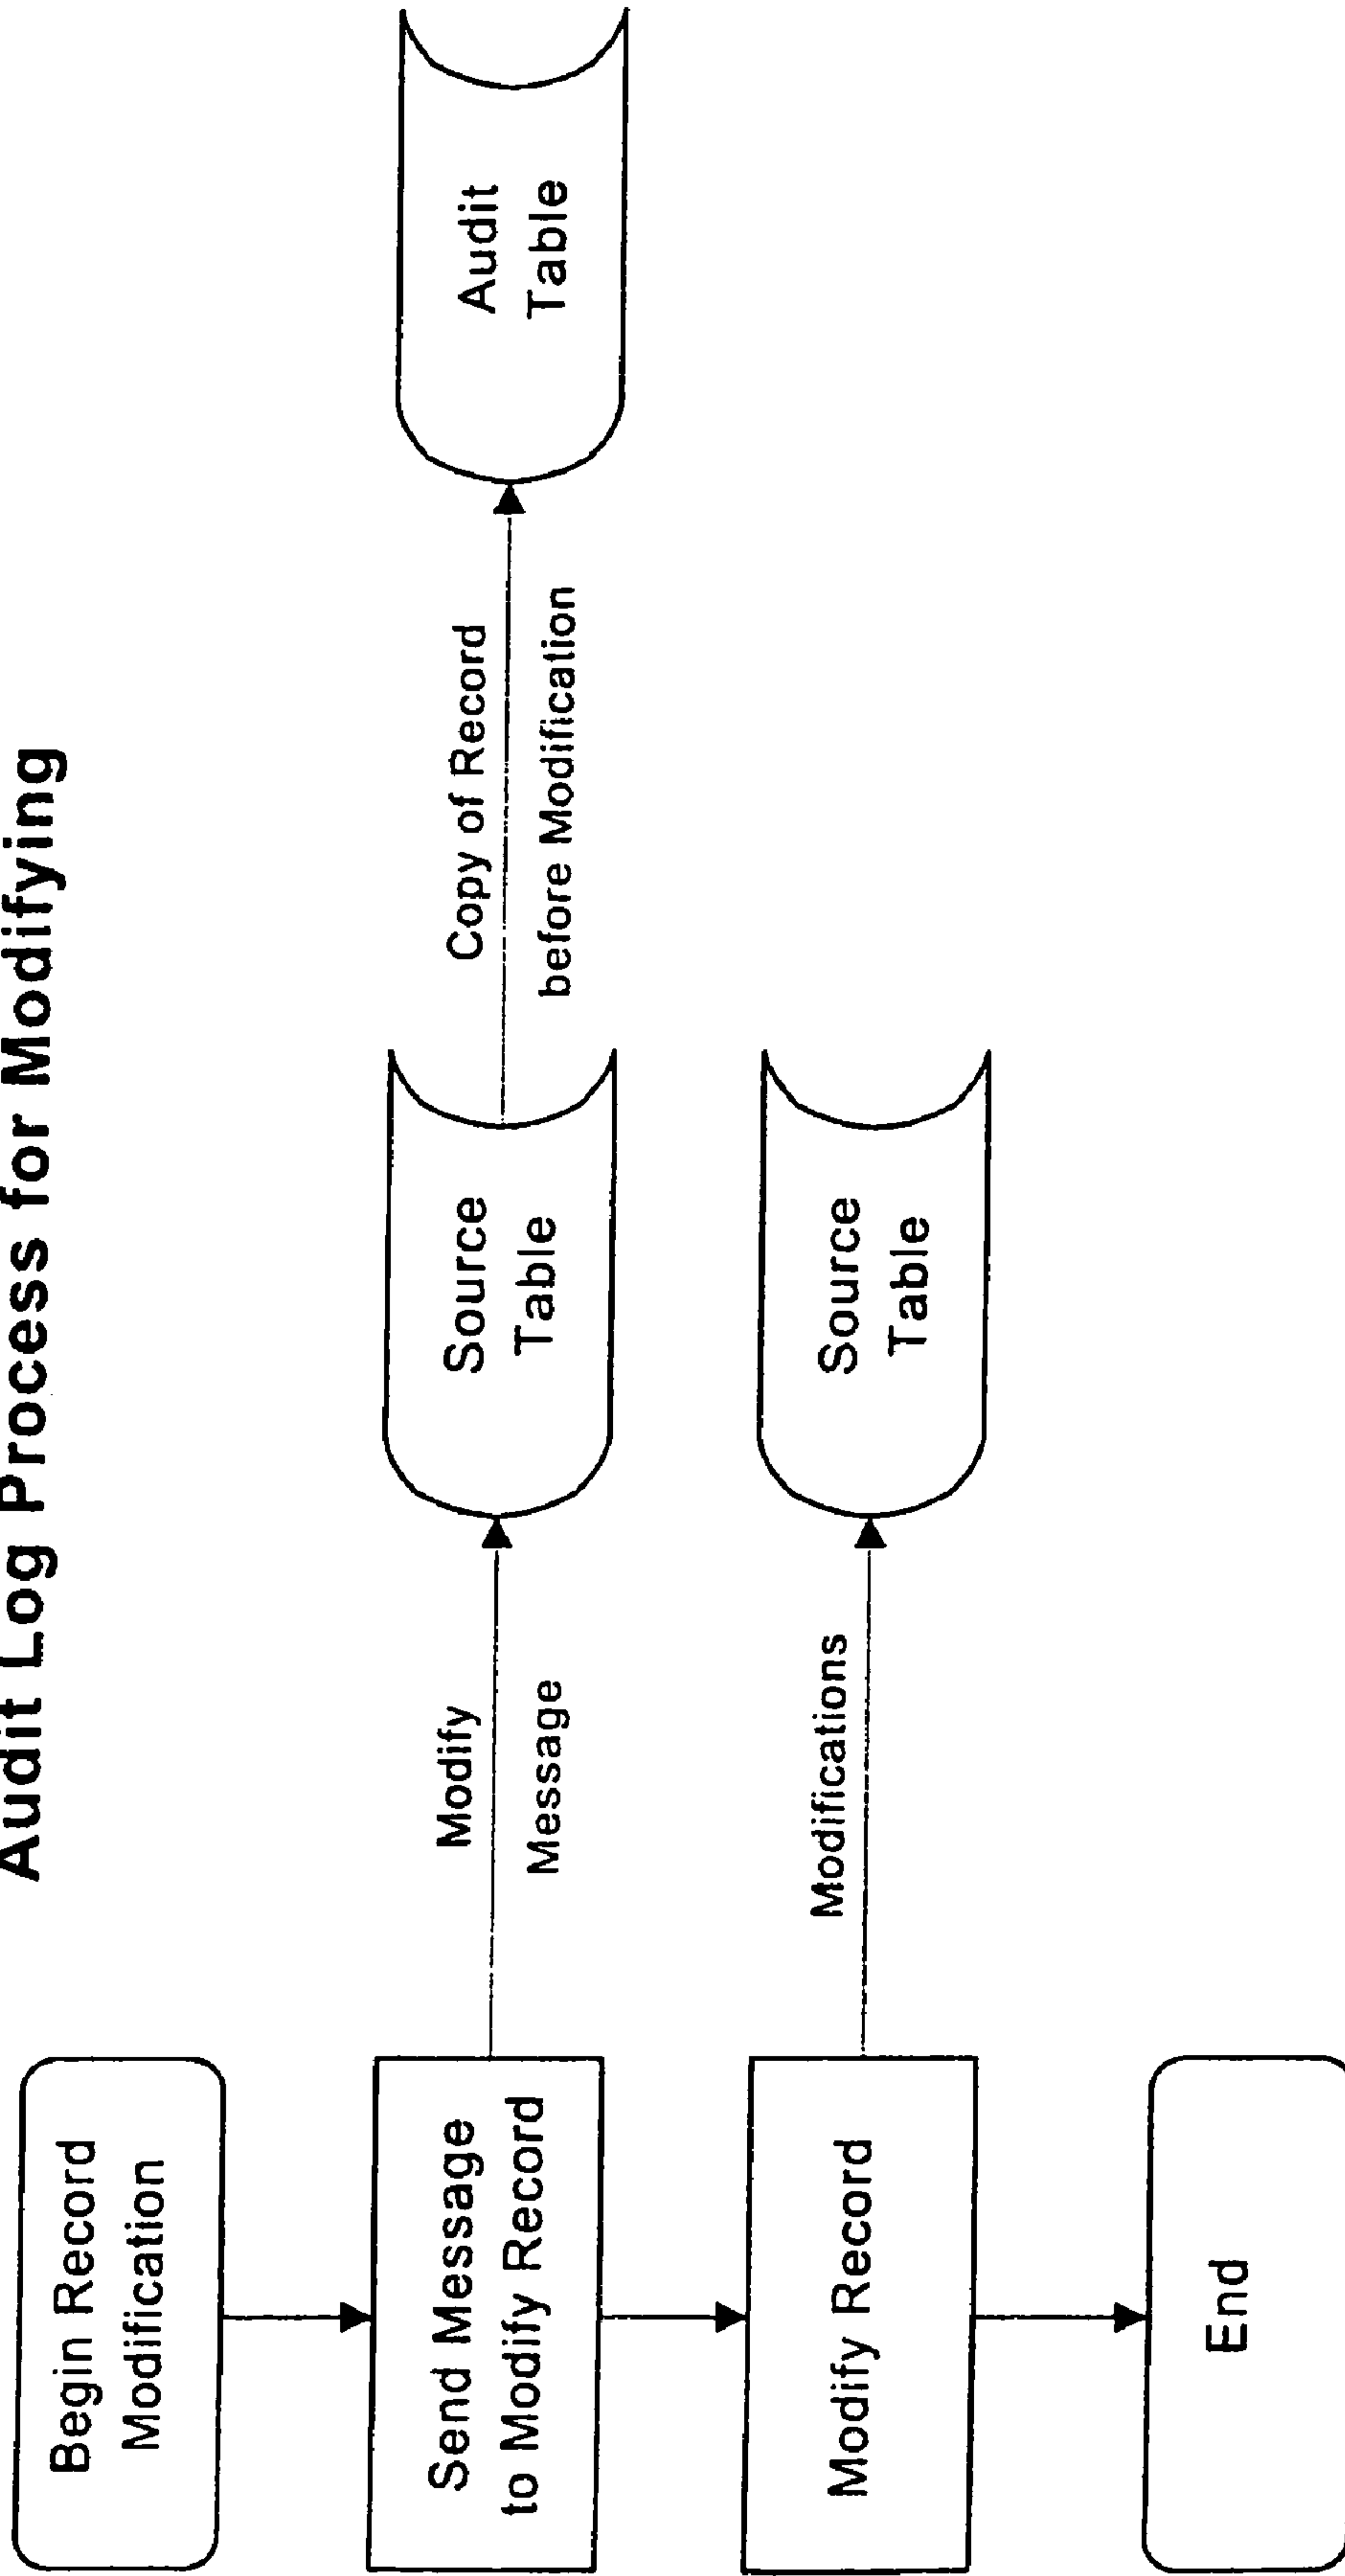 Audit Log Process for Modifying
Begin Record
Modification
Send Message
to Modify Record
Modify
Message
Source
Table
Copy of Record
before Modification
Audit
Table
Modify Record
Modifications
Source
Table
End